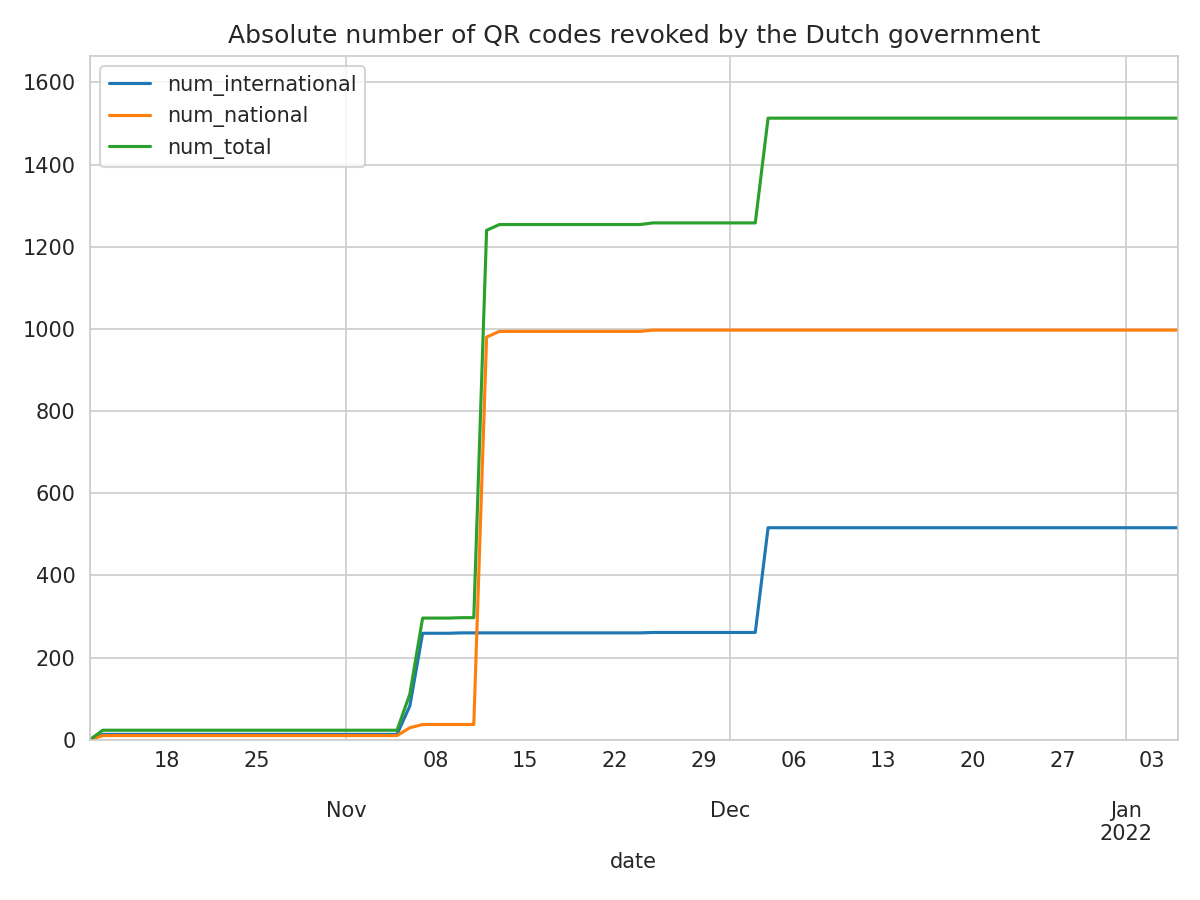 Absolute number of QR codes revoked by the Dutch government
num_international
num_national
num_total
1600
1400
1200
1000
800
600
400
200
0
18 25 08 15 22 29 06 13 20 27 03
Nov Dec Jan
2022
date